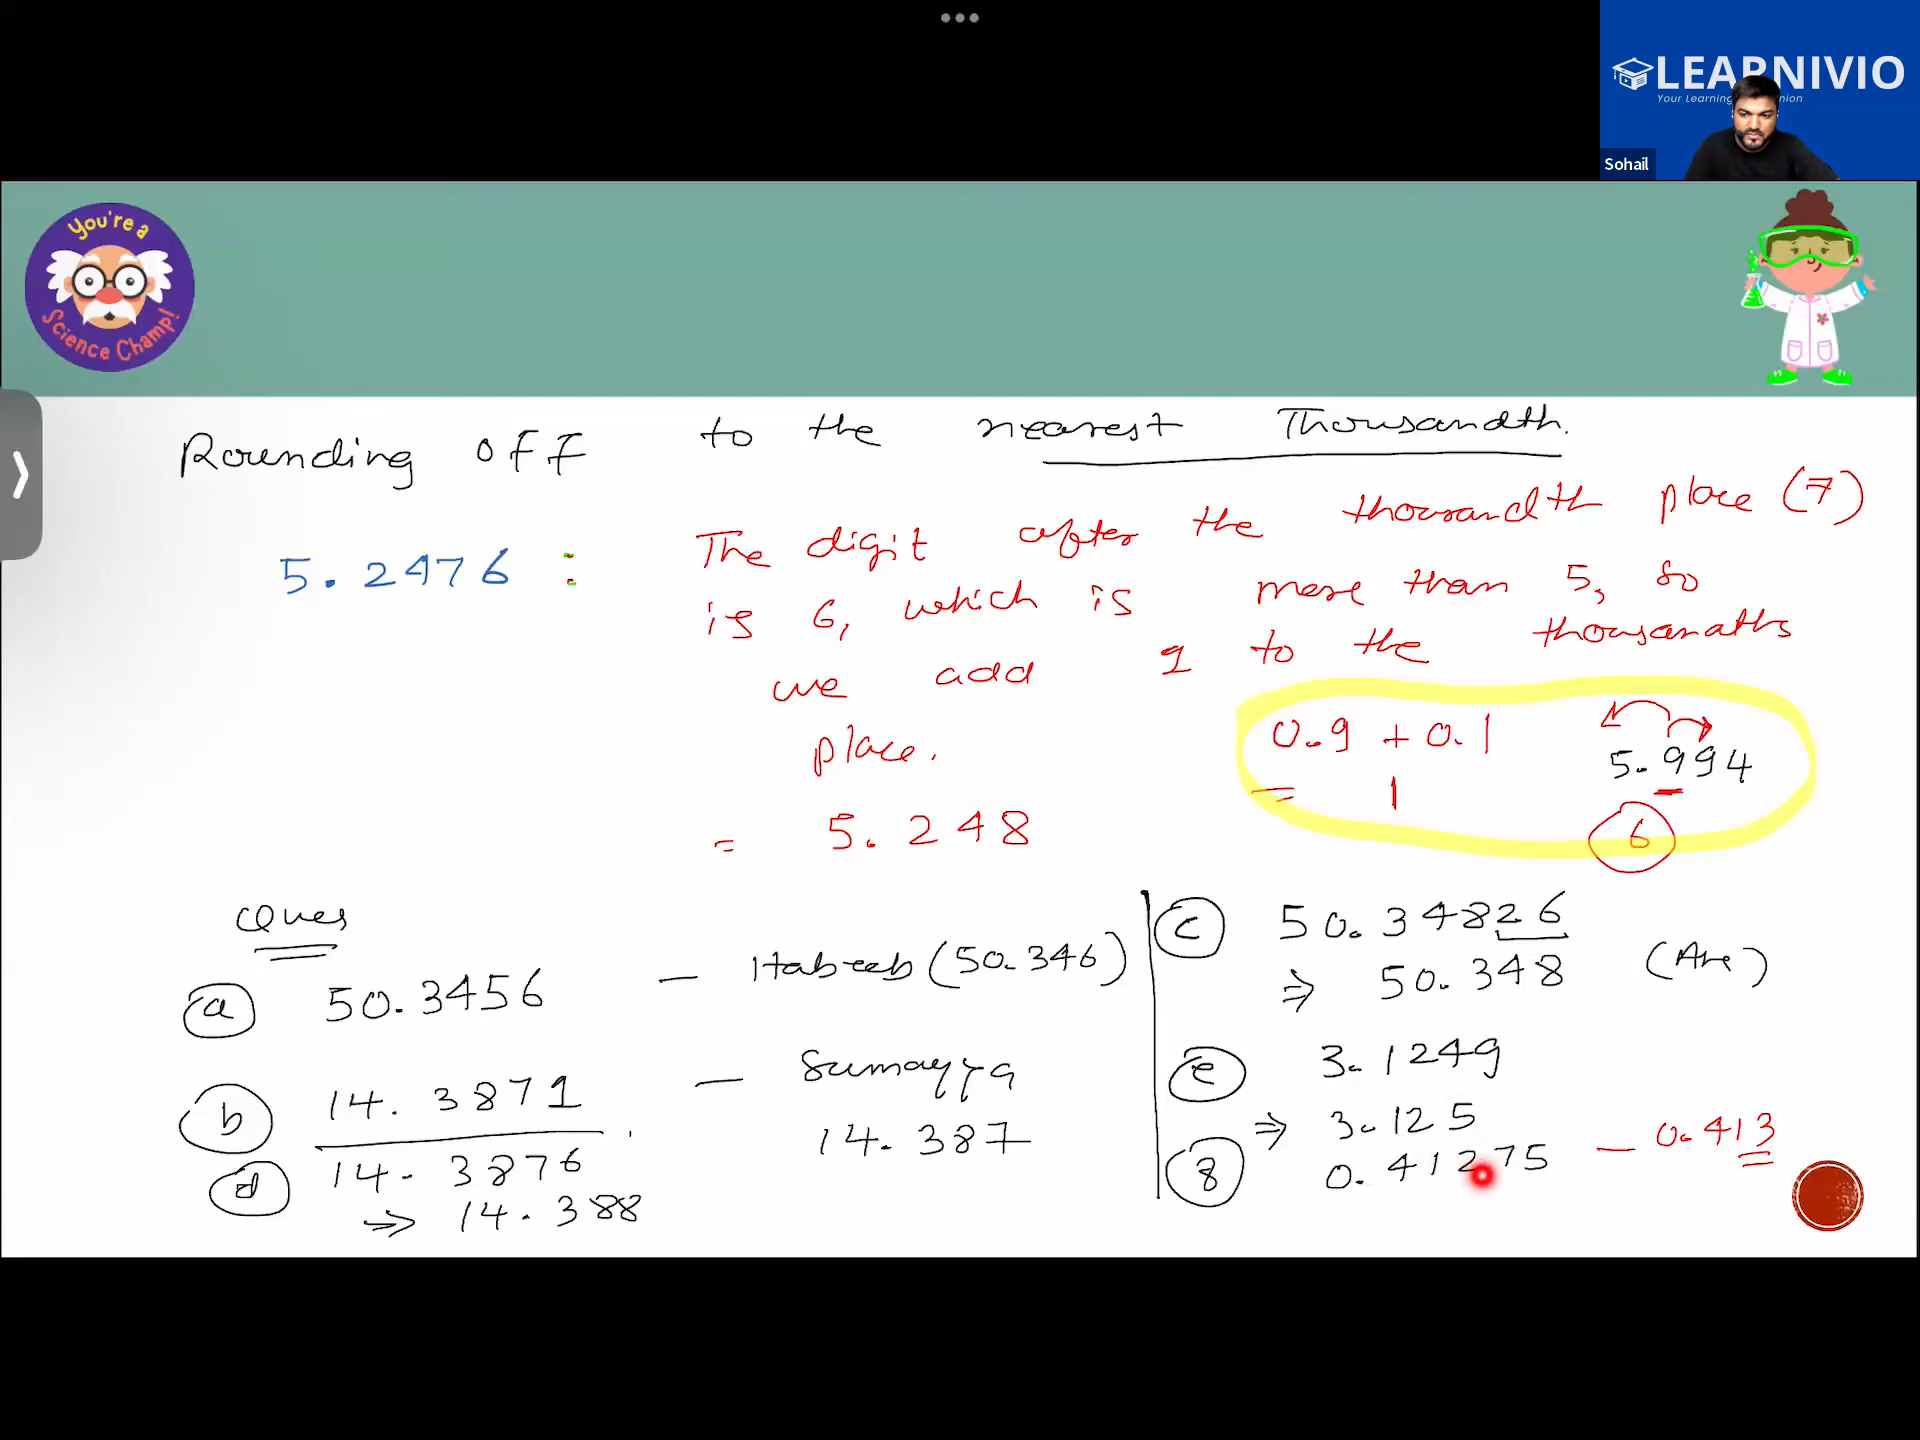 LEARNIVIO
Your Learning
Sohail
You're a
Science Champ!
Rounding off to the nearest Thousandth.
5.2476 :
The digit after the thousandth place (7)
is 6, which is more than 5, so
we add 1 to the thousandths
place.
= 5.248
0.9 + 0.1
= 1
5.994
6
Ques
a 50.3456 — Habeeb (50.346)
b 14.3871 — Sumayya
14.387
d 14.3876
⇒ 14.388
c 50.34826
⇒ 50.348 (Ans)
e 3.1249
⇒ 3.125
8 0.41275 — 0.413